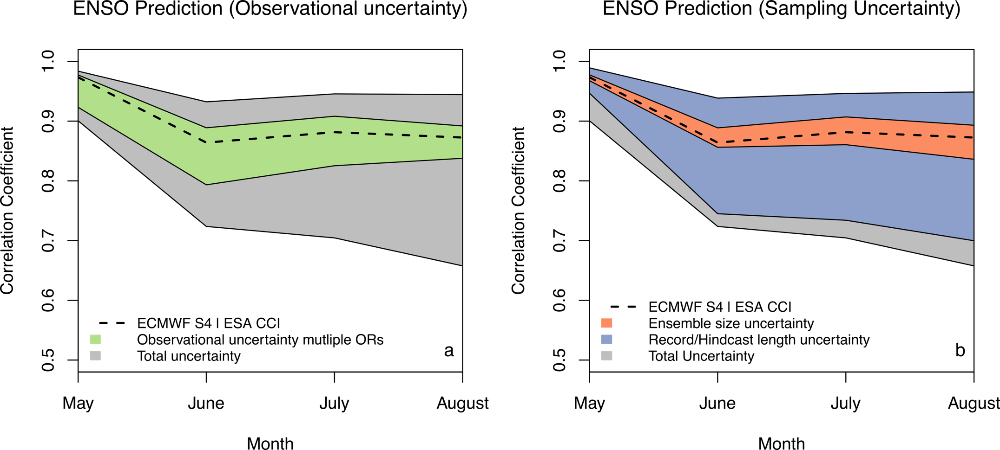 ENSO Prediction (Observational uncertainty)
Correlation Coefficient
1.0
0.9
0.8
0.7
0.6
0.5
ECMWF S4 | ESA CCI
Observational uncertainty mutliple ORs
Total uncertainty
a
May June July August
Month
ENSO Prediction (Sampling Uncertainty)
Correlation Coefficient
1.0
0.9
0.8
0.7
0.6
0.5
ECMWF S4 | ESA CCI
Ensemble size uncertainty
Record/Hindcast length uncertainty
Total Uncertainty
b
May June July August
Month